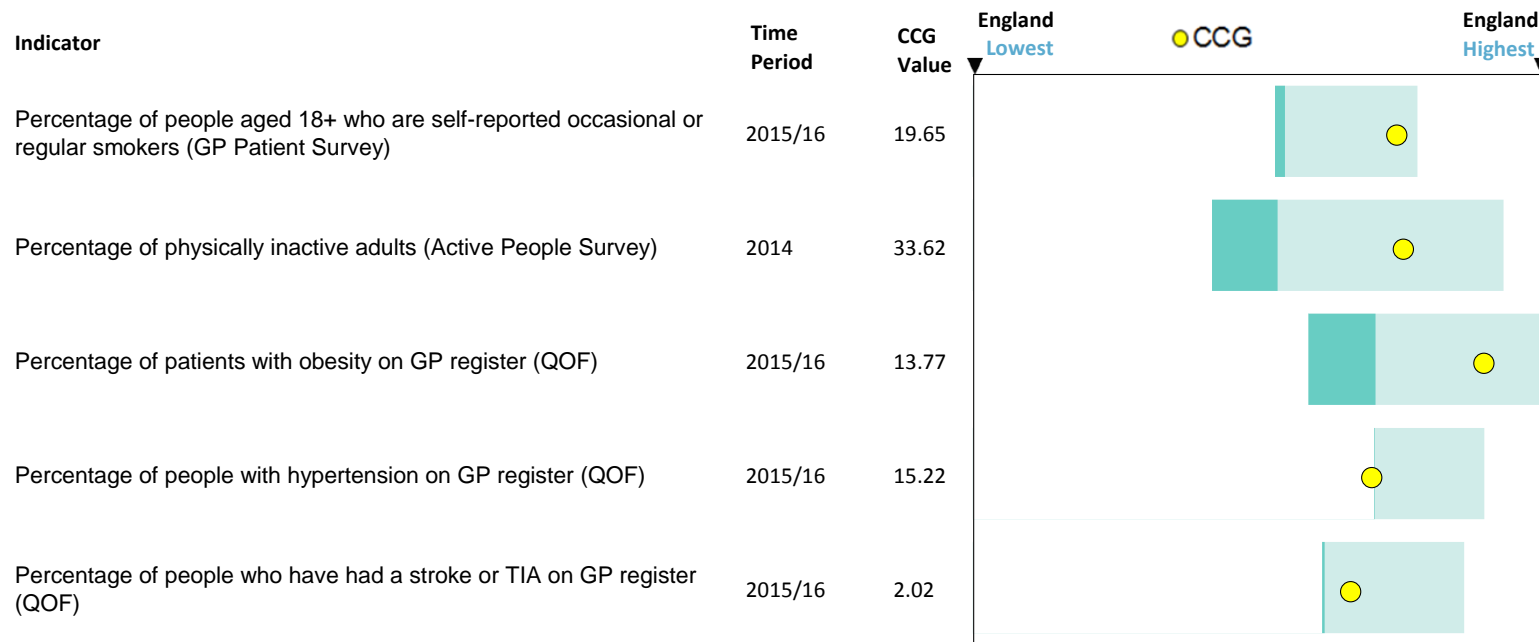 Indicator
Time Period
CCG Value
England Lowest
CCG
England Highest
Percentage of people aged 18+ who are self-reported occasional or
regular smokers (GP Patient Survey)
2015/16
19.65
Percentage of physically inactive adults (Active People Survey)
2014
33.62
Percentage of patients with obesity on GP register (QOF)
2015/16
13.77
Percentage of people with hypertension on GP register (QOF)
2015/16
15.22
Percentage of people who have had a stroke or TIA on GP register
(QOF)
2015/16
2.02